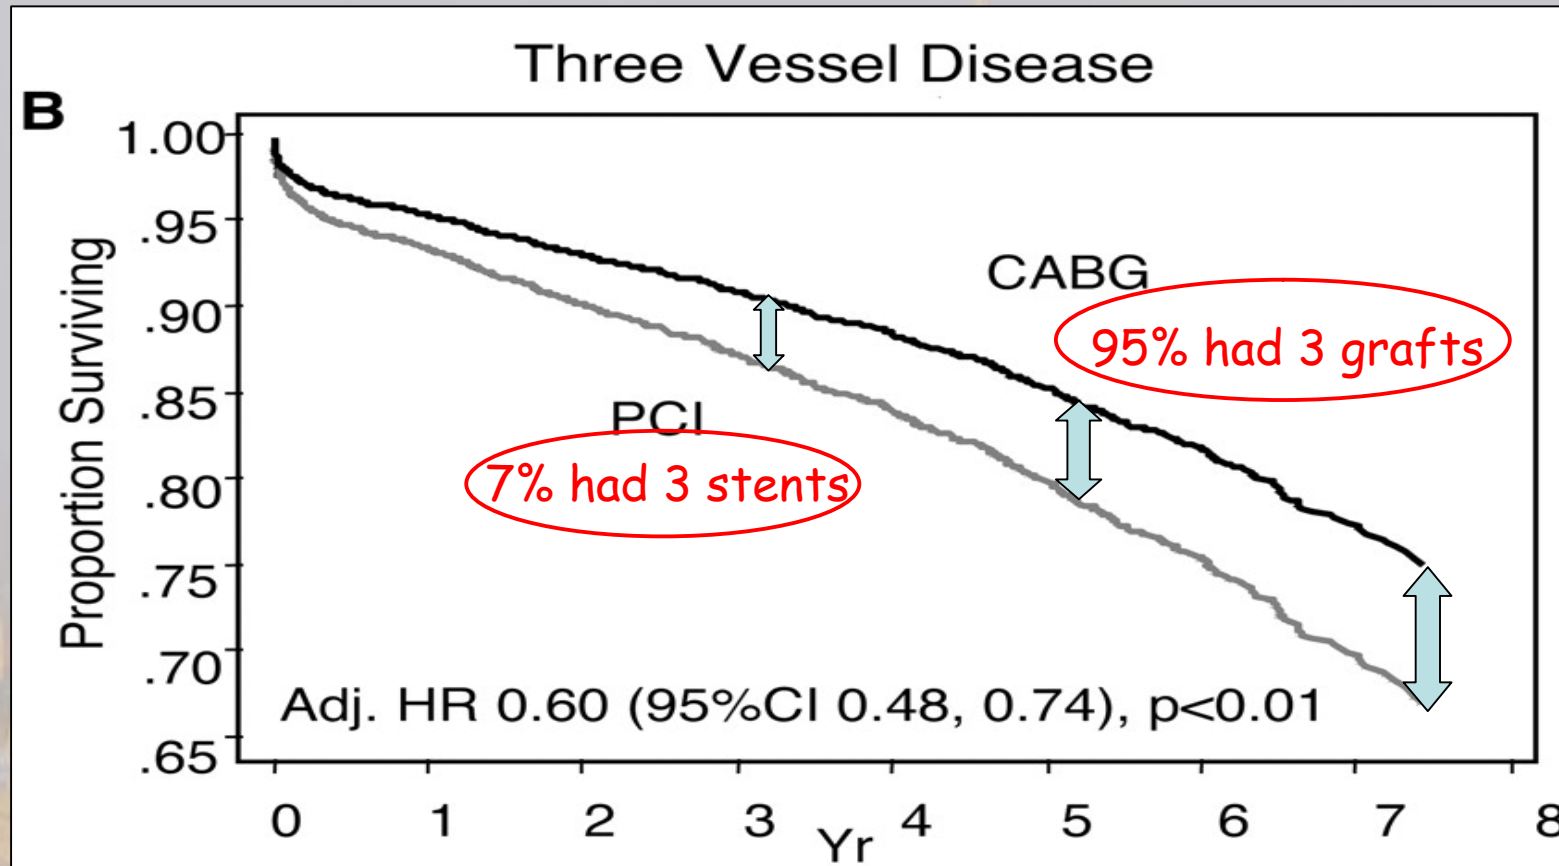 Three Vessel Disease
B
1.00
.95
.90
.85
.80
.75
.70
.65
Proportion Surviving
CABG
95% had 3 grafts
PCI
7% had 3 stents
Adj. HR 0.60 (95%CI 0.48, 0.74), p<0.01
0 1 2 3 4 5 6 7 8
Yr